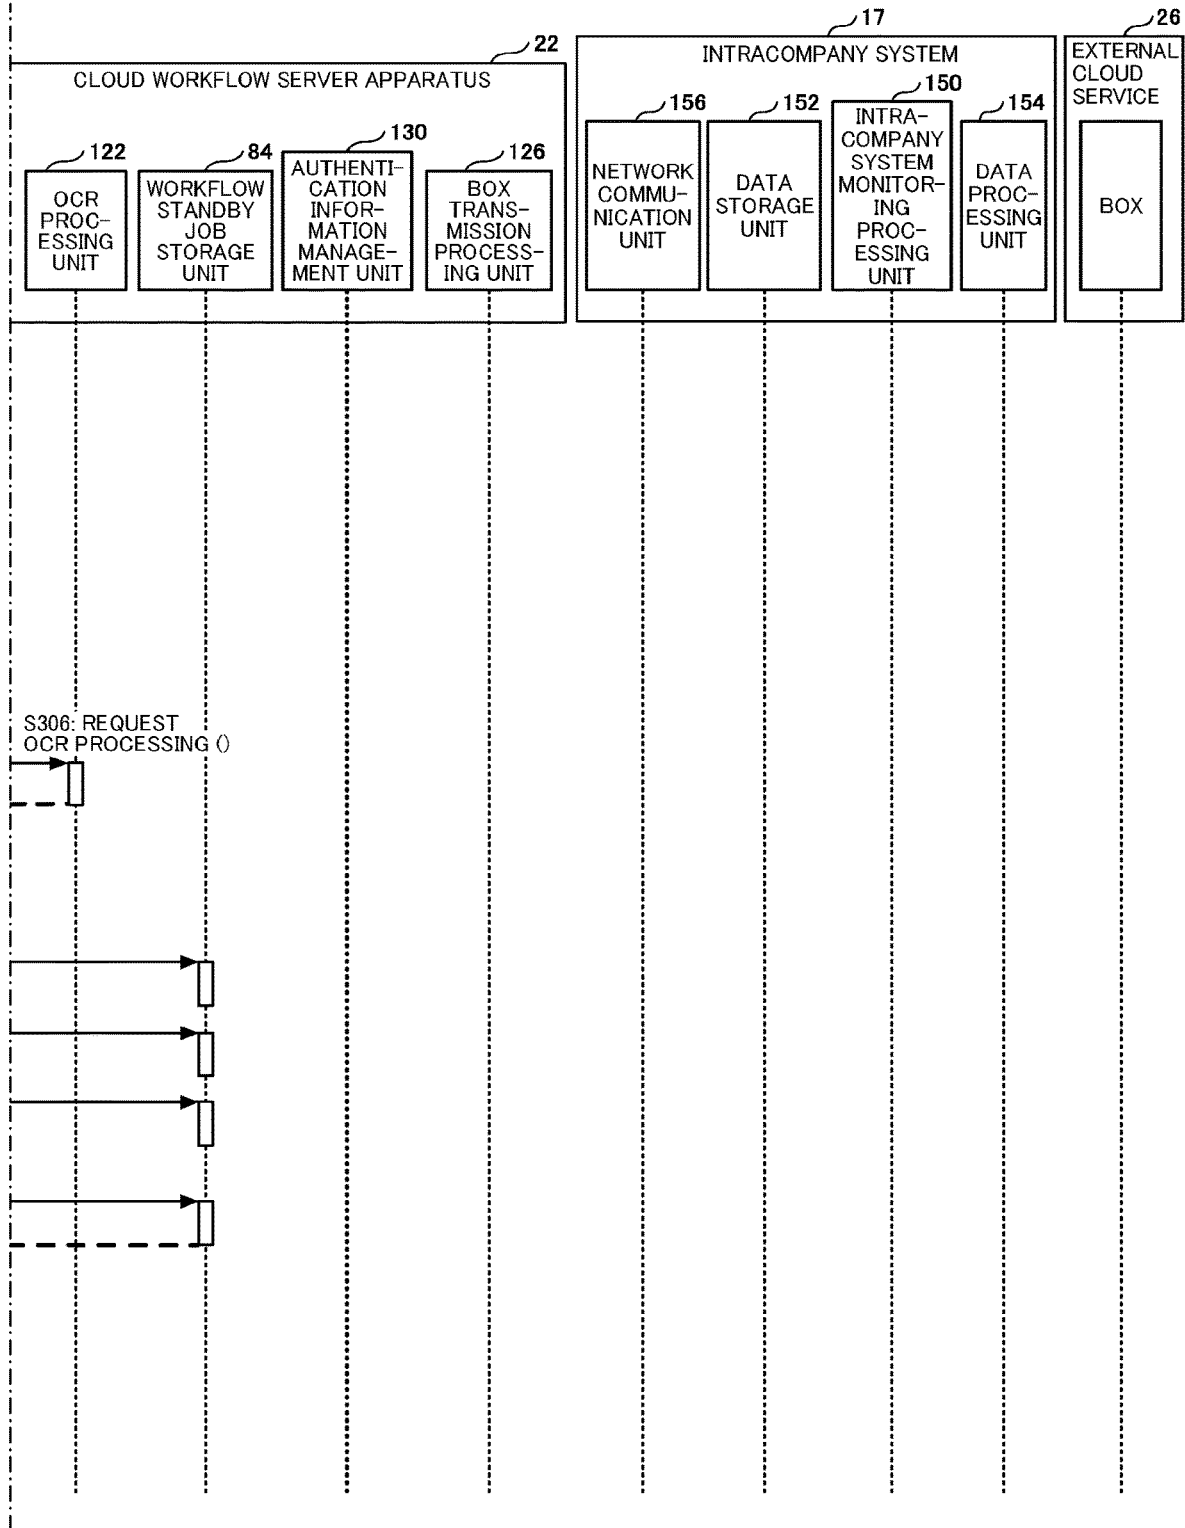 22
CLOUD WORKFLOW SERVER APPARATUS
122
OCR
PROC-
ESSING
UNIT
84
WORKFLOW
STANDBY
JOB
STORAGE
UNIT
130
AUTHENTI-
CATION
INFOR-
MATION
MANAGE-
MENT UNIT
126
BOX
TRANS-
MISSION
PROCESS-
ING UNIT
17
INTRACOMPANY SYSTEM
156
NETWORK
COMMU-
NICATION
UNIT
152
DATA
STORAGE
UNIT
150
INTRA-
COMPANY
SYSTEM
MONITOR-
ING
PROC-
ESSING
UNIT
154
DATA
PROC-
ESSING
UNIT
26
EXTERNAL
CLOUD
SERVICE
BOX
S306: REQUEST
OCR PROCESSING ()